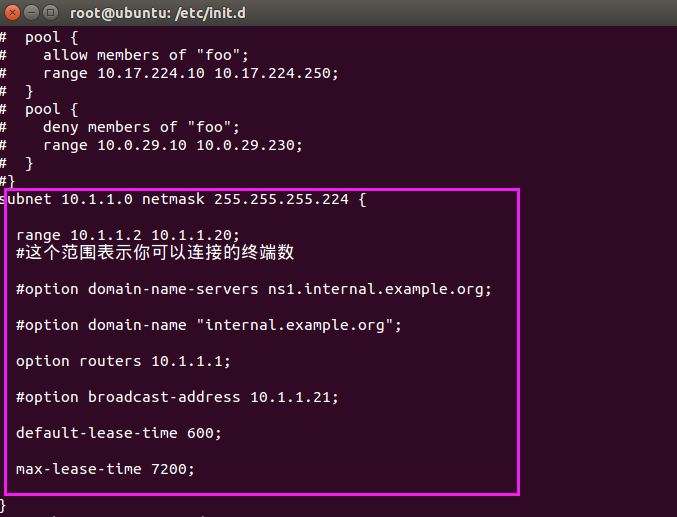 root@ubuntu: /etc/init.d
#  pool {
#    allow members of "foo";
#    range 10.17.224.10 10.17.224.250;
#  }
#  pool {
#    deny members of "foo";
#    range 10.0.29.10 10.0.29.230;
#  }
#}
subnet 10.1.1.0 netmask 255.255.255.224 {
range 10.1.1.2 10.1.1.20;
#这个范围表示你可以连接的终端数
#option domain-name-servers ns1.internal.example.org;
#option domain-name "internal.example.org";
option routers 10.1.1.1;
#option broadcast-address 10.1.1.21;
default-lease-time 600;
max-lease-time 7200;
}